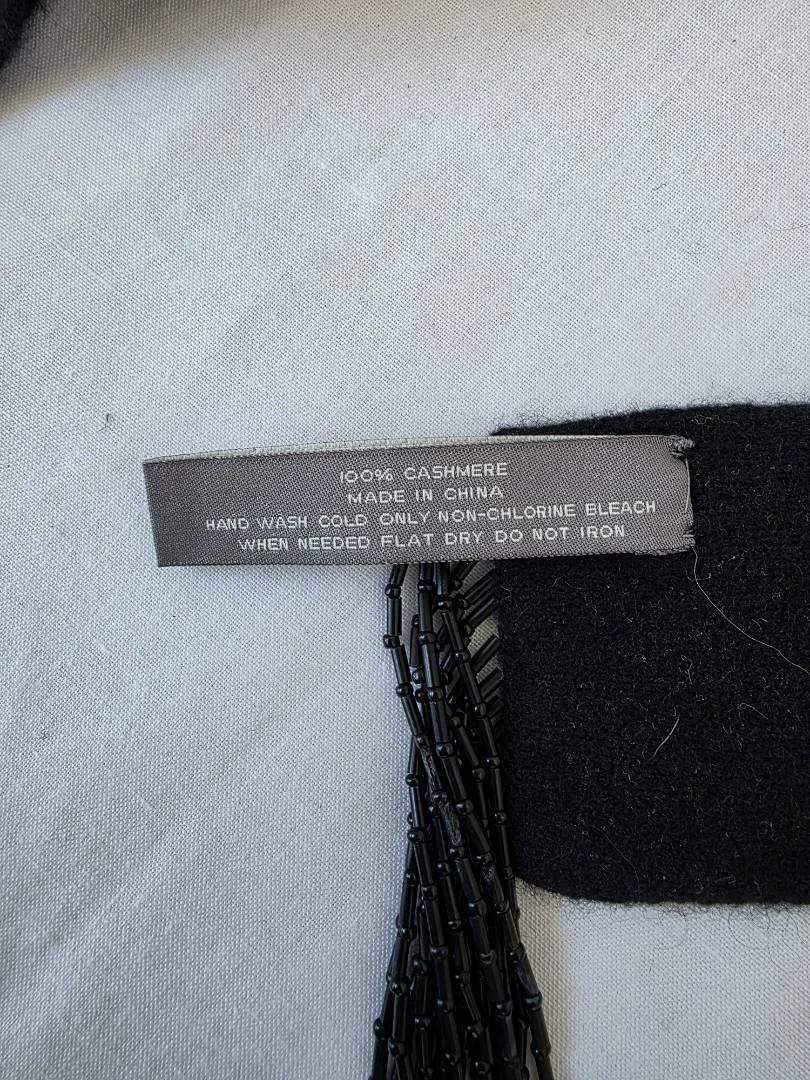 100% CASHMERE
MADE IN CHINA
HAND WASH COLD ONLY NON-CHLORINE BLEACH
WHEN NEEDED FLAT DRY DO NOT IRON